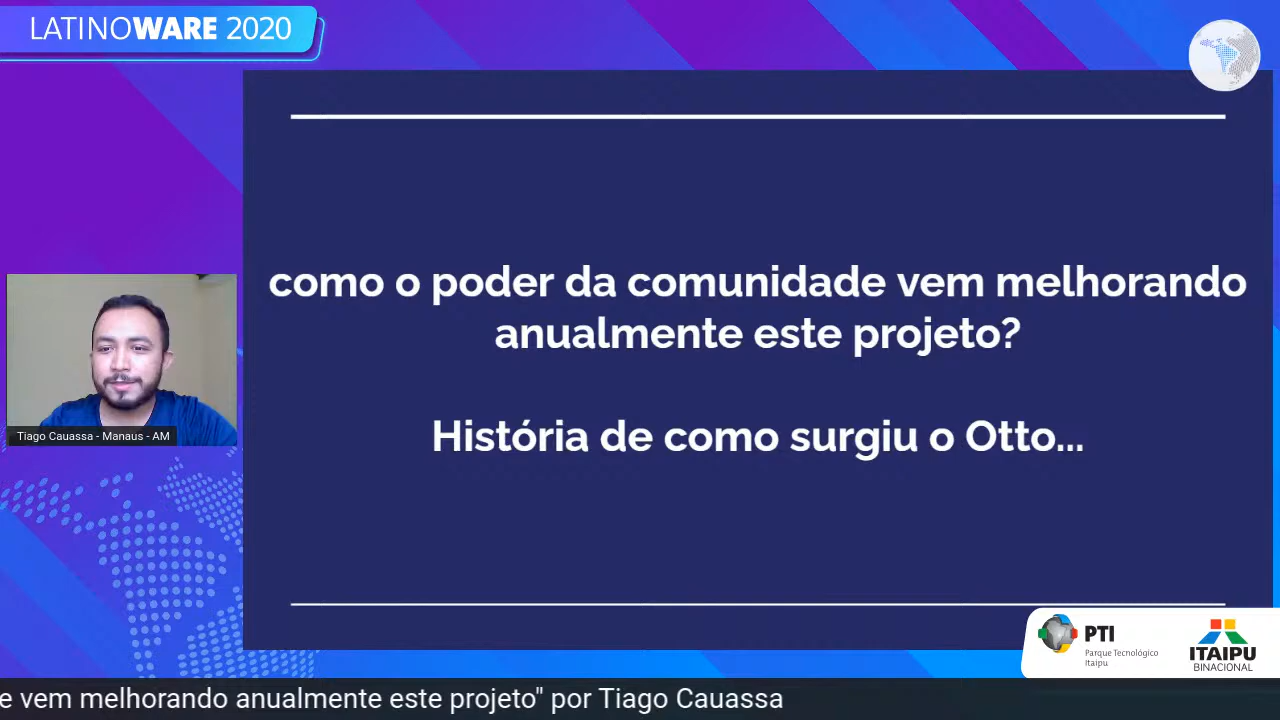 LATINOWARE 2020
como o poder da comunidade vem melhorando
anualmente este projeto?
História de como surgiu o Otto...
Tiago Cauassa - Manaus - AM
PTI
Parque Tecnológico
Itaipu
ITAIPU
BINACIONAL
e vem melhorando anualmente este projeto" por Tiago Cauassa